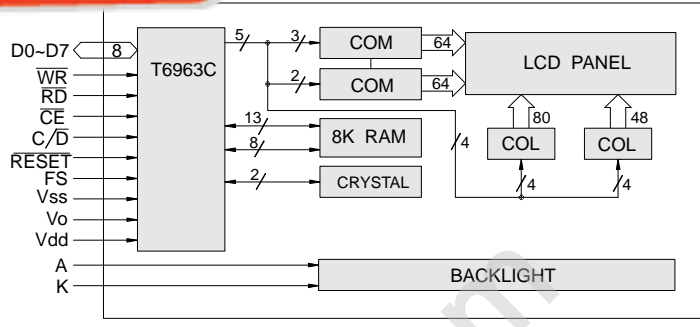 D0~D7 8
WR
RD
CE
C/D
RESET
FS
Vss
Vo
Vdd
A
K
T6963C
5
3
COM
64
2
COM
64
LCD PANEL
80
48
COL
COL
4
4
4
13
8
8K RAM
2
CRYSTAL
BACKLIGHT
m